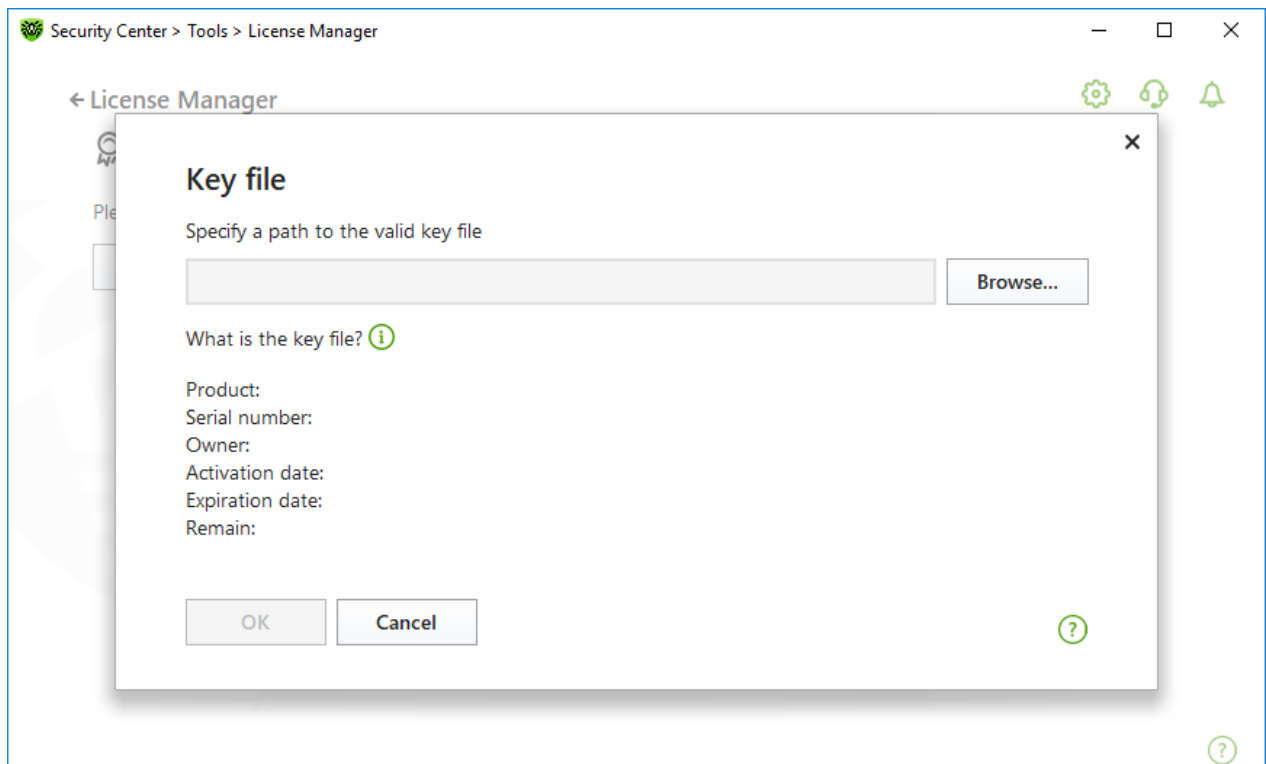 Security Center > Tools > License Manager
License Manager
Key file
Specify a path to the valid key file
Browse...
What is the key file?
Product:
Serial number:
Owner:
Activation date:
Expiration date:
Remain:
OK
Cancel